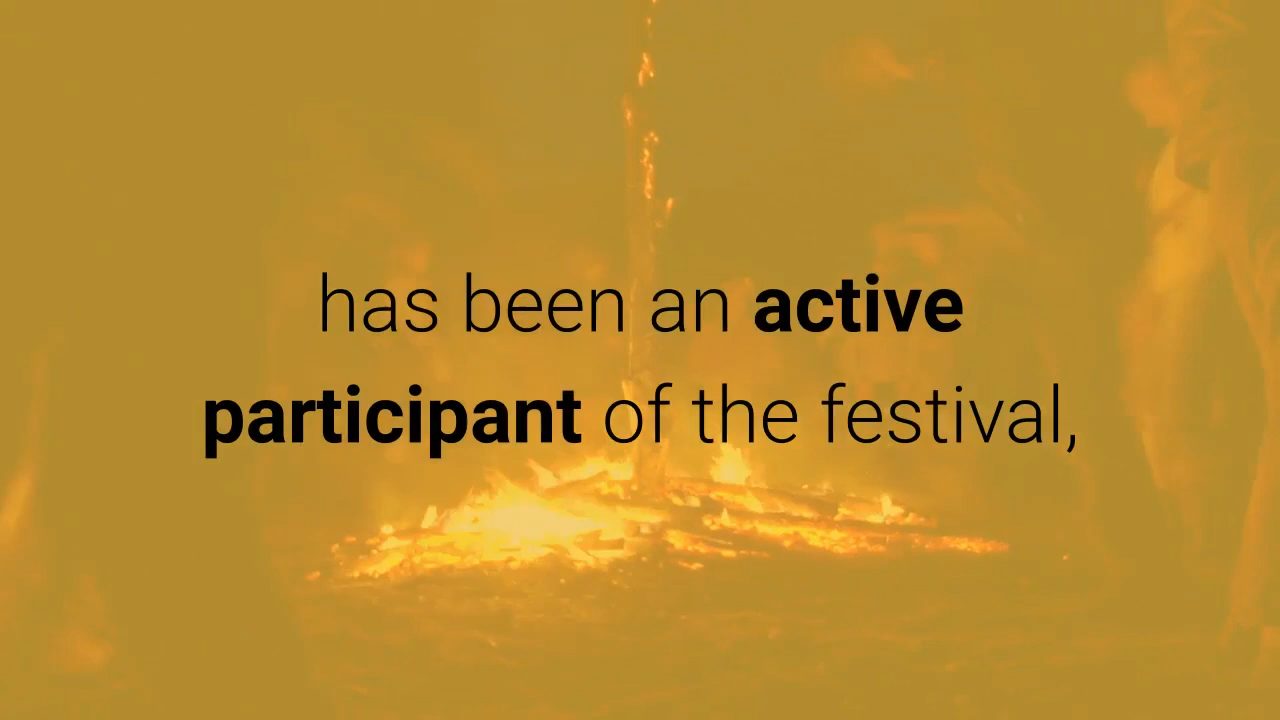 has been an active
participant of the festival,